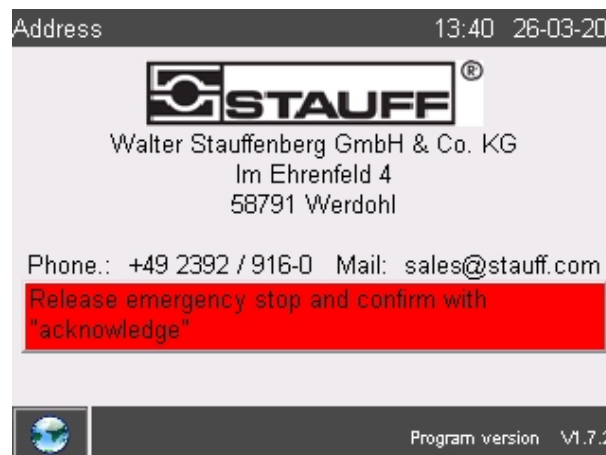 Address 13:40 26-03-20
STAUFF®
Walter Stauffenberg GmbH & Co. KG
Im Ehrenfeld 4
58791 Werdohl
Phone.: +49 2392 / 916-0 Mail: sales@stauff.com
Release emergency stop and confirm with
"acknowledge"
Program version V1.7.2